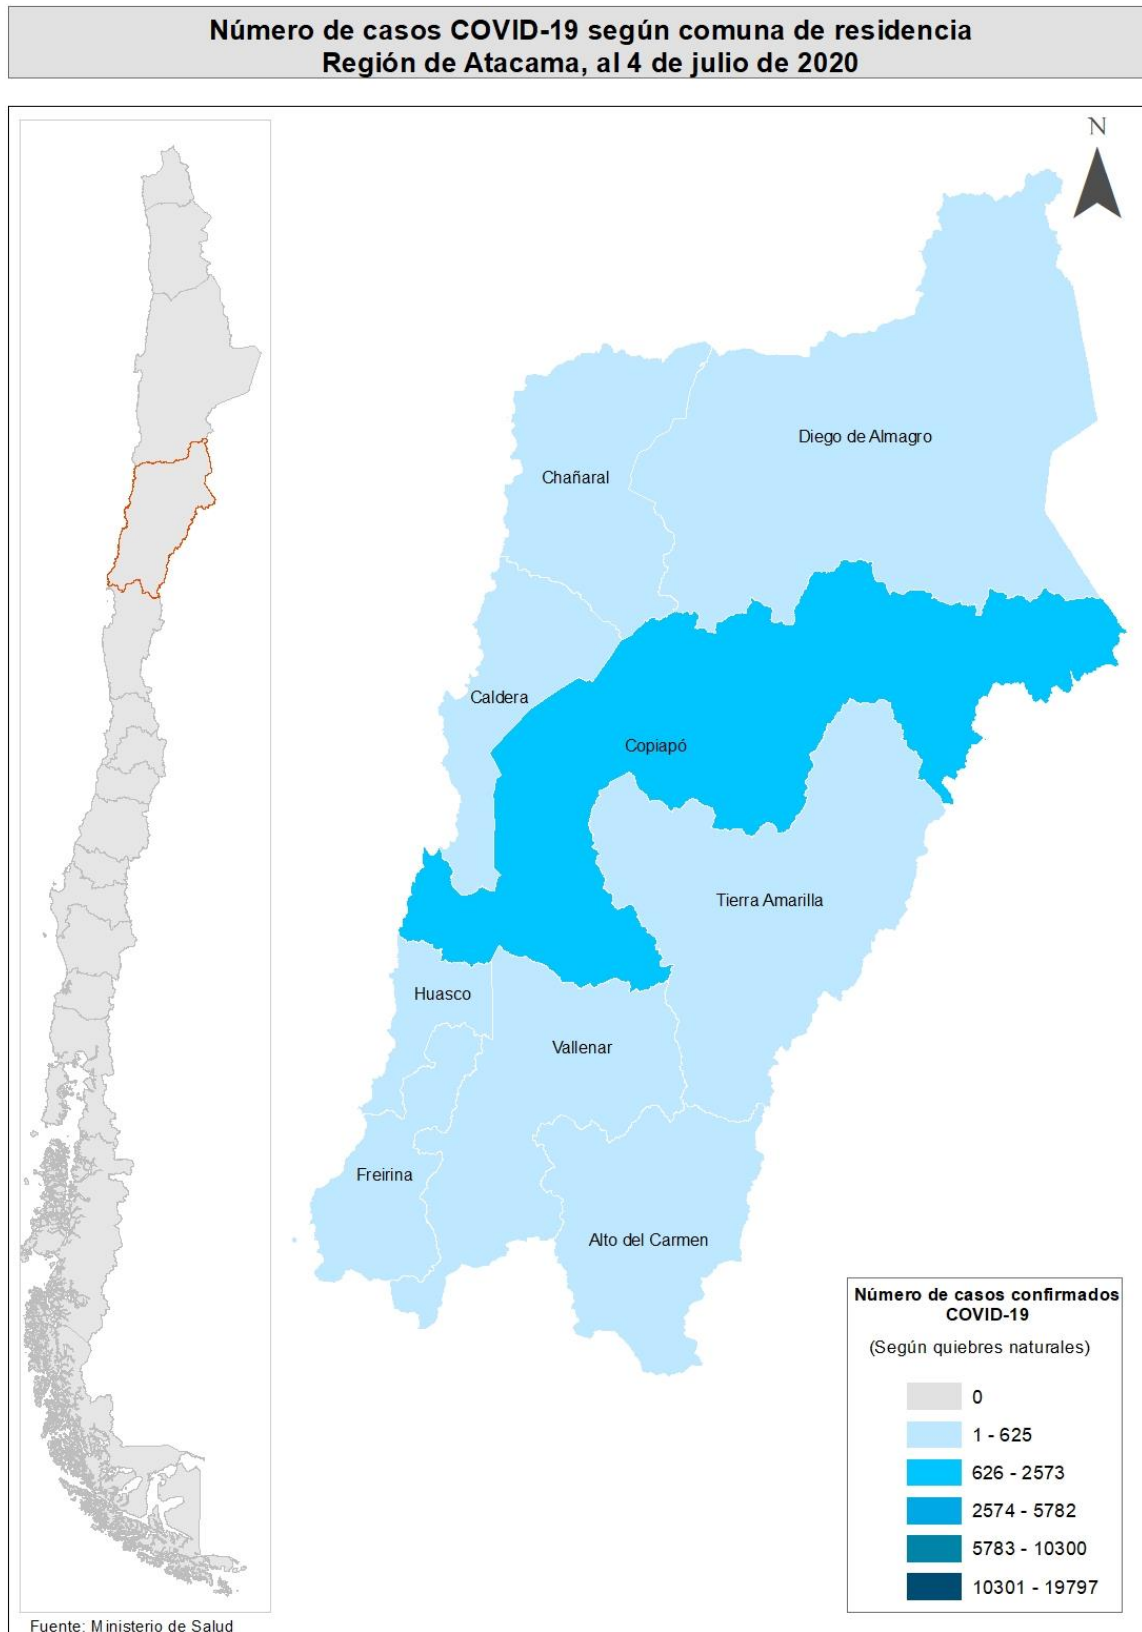 Número de casos COVID-19 según comuna de residencia
Región de Atacama, al 4 de julio de 2020
N
Diego de Almagro
Chañaral
Caldera
Copiapó
Tierra Amarilla
Huasco
Vallenar
Freirina
Alto del Carmen
Número de casos confirmados
COVID-19
(Según quiebres naturales)
0
1 - 625
626 - 2573
2574 - 5782
5783 - 10300
10301 - 19797
Fuente: Ministerio de Salud